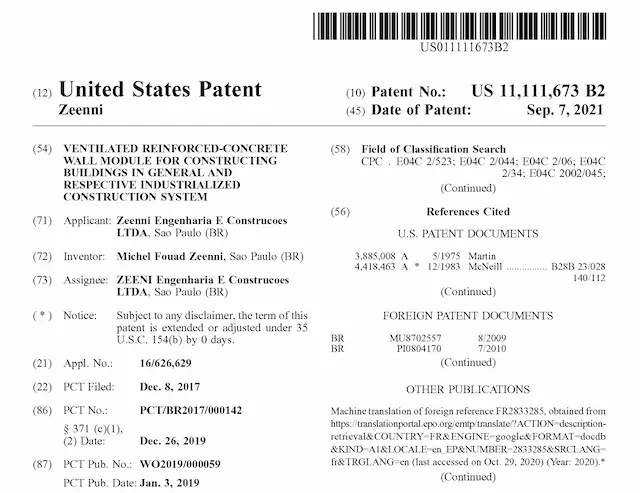 US011111673B2
(12) United States Patent
Zeenni
(10) Patent No.: US 11,111,673 B2
(45) Date of Patent: Sep. 7, 2021
(54) VENTILATED REINFORCED-CONCRETE
WALL MODULE FOR CONSTRUCTING
BUILDINGS IN GENERAL AND
RESPECTIVE INDUSTRIALIZED
CONSTRUCTION SYSTEM
(71) Applicant: Zeenni Engenharia E Construcoes
LTDA, Sao Paulo (BR)
(72) Inventor: Michel Fouad Zeenni, Sao Paulo (BR)
(73) Assignee: ZEENI Engenharia E Construcoes
LTDA, Sao Paulo (BR)
( * ) Notice: Subject to any disclaimer, the term of this
patent is extended or adjusted under 35
U.S.C. 154(b) by 0 days.
(21) Appl. No.: 16/626,629
(22) PCT Filed: Dec. 8, 2017
(86) PCT No.: PCT/BR2017/000142
§ 371 (c)(1),
(2) Date: Dec. 26, 2019
(87) PCT Pub. No.: WO2019/000059
PCT Pub. Date: Jan. 3, 2019
(58) Field of Classification Search
CPC . E04C 2/523; E04C 2/044; E04C 2/06; E04C
2/34; E04C 2002/045;
(Continued)
(56) References Cited
U.S. PATENT DOCUMENTS
3,885,008 A 5/1975 Martin
4,418,463 A * 12/1983 McNeill ................ B28B 23/028
140/112
(Continued)
FOREIGN PATENT DOCUMENTS
BR MU8702557 8/2009
BR PI0804170 7/2010
(Continued)
OTHER PUBLICATIONS
Machine translation of foreign reference FR2833285, obtained from
https://translationportal.epo.org/emtp/translate/?ACTION=description-
retrieval&COUNTRY=FR&ENGINE=google&FORMAT=docdb
&KIND=A1&LOCALE=en_EP&NUMBER=2833285&SRCLANG=
fr&TRGLANG=en (last accessed on Oct. 29, 2020) (Year: 2020).*
(Continued)